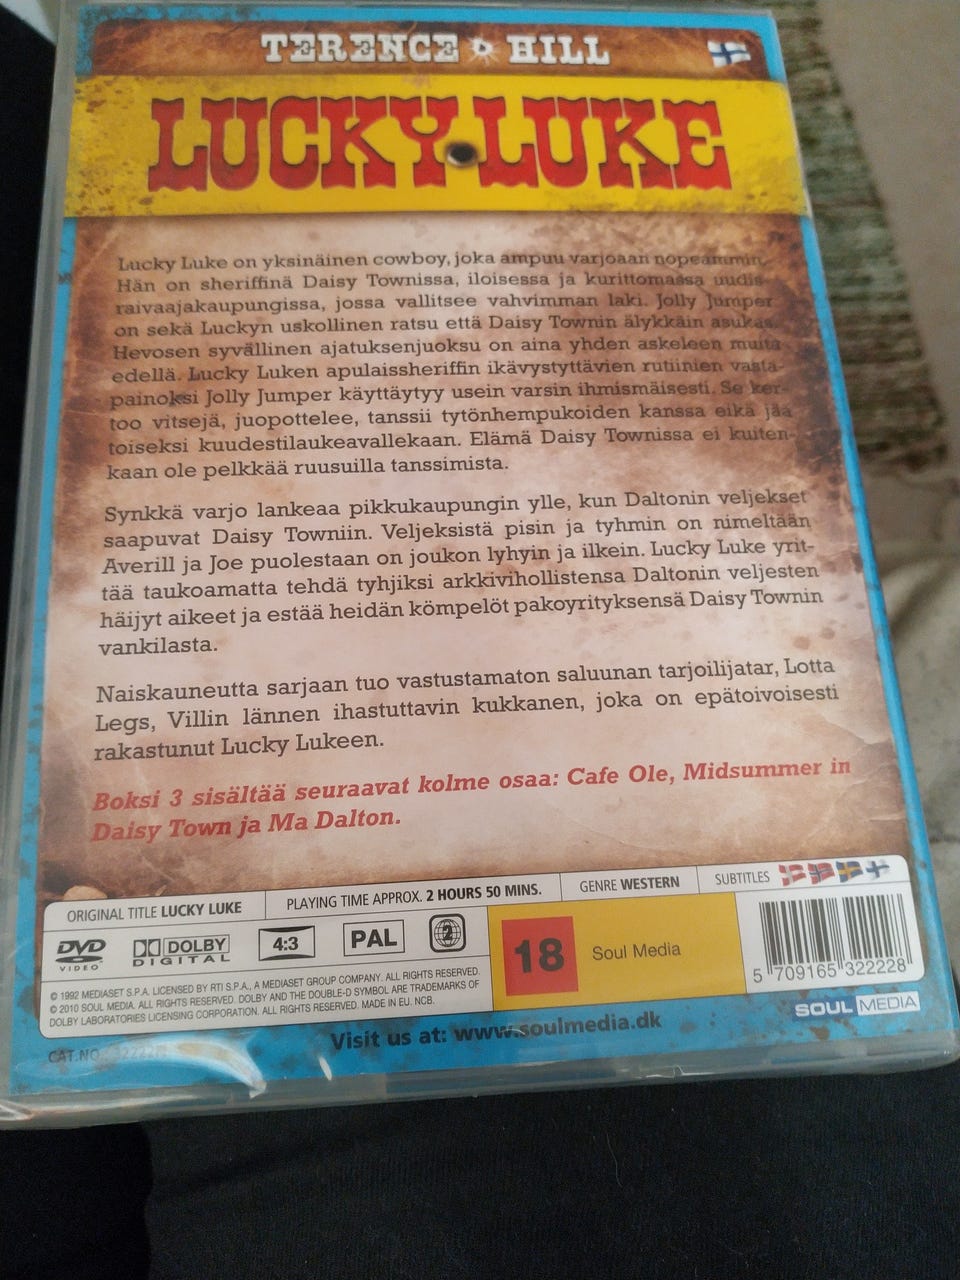 TERENCE HILL
LUCKY LUKE
Lucky Luke on yksinäinen cowboy, joka ampuu varjoaan nopeammin.
Hän on sheriffinä Daisy Townissa, iloisessa ja kurittomassa uudis-
raivaajakaupungissa, jossa vallitsee vahvimman laki. Jolly Jumper
on sekä Luckyn uskollinen ratsu että Daisy Townin älykkäin asukas.
Hevosen syvällinen ajatuksenjuoksu on aina yhden askeleen muita
edellä. Lucky Luken apulaissheriffin ikävystyttävien rutiinien vasta-
painoksi Jolly Jumper käyttäytyy usein varsin ihmismäisesti. Se ker-
too vitsejä, juopottelee, tanssii tytönhempukoiden kanssa eikä jää
toiseksi kuudestilaukeavallekaan. Elämä Daisy Townissa ei kuiten-
kaan ole pelkkää ruusuilla tanssimista.
Synkkä varjo lankeaa pikkukaupungin ylle, kun Daltonin veljekset
saapuvat Daisy Towniin. Veljeksistä pisin ja tyhmin on nimeltään
Averill ja Joe puolestaan on joukon lyhyin ja ilkein. Lucky Luke yrit-
tää taukoamatta tehdä tyhjiksi arkkivihollistensa Daltonin veljesten
häijyt aikeet ja estää heidän kömpelöt pakoyrityksensä Daisy Townin
vankilasta.
Naiskauneutta sarjaan tuo vastustamaton saluunan tarjoilijatar, Lotta
Legs, Villin lännen ihastuttavin kukkanen, joka on epätoivoisesti
rakastunut Lucky Lukeen.
Boksi 3 sisältää seuraavat kolme osaa: Cafe Ole, Midsummer in
Daisy Town ja Ma Dalton.
ORIGINAL TITLE LUCKY LUKE PLAYING TIME APPROX. 2 HOURS 50 MINS. GENRE WESTERN SUBTITLES
DVD VIDEO DOLBY DIGITAL 4:3 PAL 2
18 Soul Media
5 709165 322228
© 1992 MEDIASET S.P.A. LICENSED BY RTI S.P.A., A MEDIASET GROUP COMPANY. ALL RIGHTS RESERVED.
© 2010 SOUL MEDIA. ALL RIGHTS RESERVED. DOLBY AND THE DOUBLE-D SYMBOL ARE TRADEMARKS OF
DOLBY LABORATORIES LICENSING CORPORATION. ALL RIGHTS RESERVED. MADE IN EU. NCB.
SOUL MEDIA
Visit us at: www.soulmedia.dk
CAT.NO.